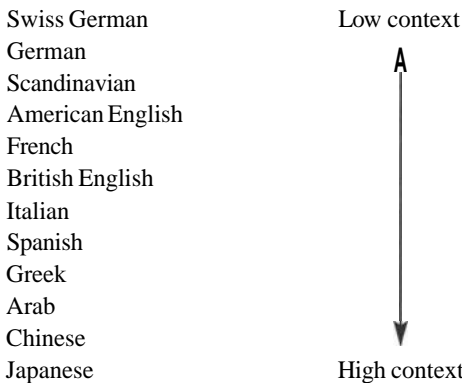 Swiss German Low context
German
Scandinavian
American English
French
British English
Italian
Spanish
Greek
Arab
Chinese
Japanese High context